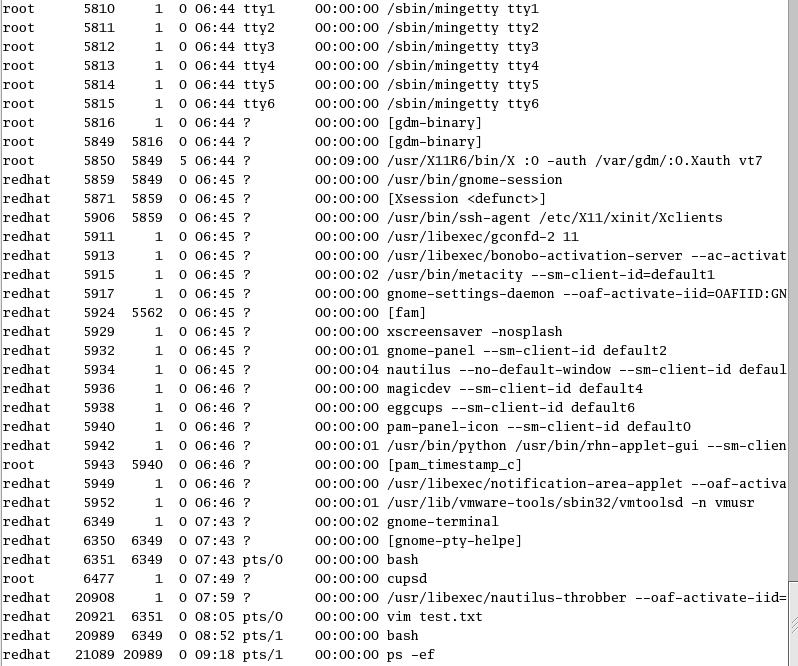 root 5810 1 0 06:44 tty1 00:00:00 /sbin/mingetty tty1
root 5811 1 0 06:44 tty2 00:00:00 /sbin/mingetty tty2
root 5812 1 0 06:44 tty3 00:00:00 /sbin/mingetty tty3
root 5813 1 0 06:44 tty4 00:00:00 /sbin/mingetty tty4
root 5814 1 0 06:44 tty5 00:00:00 /sbin/mingetty tty5
root 5815 1 0 06:44 tty6 00:00:00 /sbin/mingetty tty6
root 5816 1 0 06:44 ? 00:00:00 [gdm-binary]
root 5849 5816 0 06:44 ? 00:00:00 [gdm-binary]
root 5850 5849 5 06:44 ? 00:09:00 /usr/X11R6/bin/X :0 -auth /var/gdm/:0.Xauth vt7
redhat 5859 5849 0 06:45 ? 00:00:00 /usr/bin/gnome-session
redhat 5871 5859 0 06:45 ? 00:00:00 [Xsession <defunct>]
redhat 5906 5859 0 06:45 ? 00:00:00 /usr/bin/ssh-agent /etc/X11/xinit/Xclients
redhat 5911 1 0 06:45 ? 00:00:00 /usr/libexec/gconfd-2 11
redhat 5913 1 0 06:45 ? 00:00:00 /usr/libexec/bonobo-activation-server --ac-activat
redhat 5915 1 0 06:45 ? 00:00:02 /usr/bin/metacity --sm-client-id=default1
redhat 5917 1 0 06:45 ? 00:00:00 gnome-settings-daemon --oaf-activate-iid=OAFIID:GN
redhat 5924 5562 0 06:45 ? 00:00:00 [fam]
redhat 5929 1 0 06:45 ? 00:00:00 xscreensaver -nosplash
redhat 5932 1 0 06:45 ? 00:00:01 gnome-panel --sm-client-id default2
redhat 5934 1 0 06:45 ? 00:00:04 nautilus --no-default-window --sm-client-id defaul
redhat 5936 1 0 06:46 ? 00:00:00 magicdev --sm-client-id default4
redhat 5938 1 0 06:46 ? 00:00:00 eggcups --sm-client-id default6
redhat 5940 1 0 06:46 ? 00:00:00 pam-panel-icon --sm-client-id default0
redhat 5942 1 0 06:46 ? 00:00:01 /usr/bin/python /usr/bin/rhn-applet-gui --sm-clien
root 5943 5940 0 06:46 ? 00:00:00 [pam_timestamp_c]
redhat 5949 1 0 06:46 ? 00:00:00 /usr/libexec/notification-area-applet --oaf-activa
redhat 5952 1 0 06:46 ? 00:00:01 /usr/lib/vmware-tools/sbin32/vmtoolsd -n vmusr
redhat 6349 1 0 07:43 ? 00:00:02 gnome-terminal
redhat 6350 6349 0 07:43 ? 00:00:00 [gnome-pty-helpe]
redhat 6351 6349 0 07:43 pts/0 00:00:00 bash
root 6477 1 0 07:49 ? 00:00:00 cupsd
redhat 20908 1 0 07:59 ? 00:00:00 /usr/libexec/nautilus-throbber --oaf-activate-iid=
redhat 20921 6351 0 08:05 pts/0 00:00:00 vim test.txt
redhat 20989 6349 0 08:52 pts/1 00:00:00 bash
redhat 21089 20989 0 09:18 pts/1 00:00:00 ps -ef